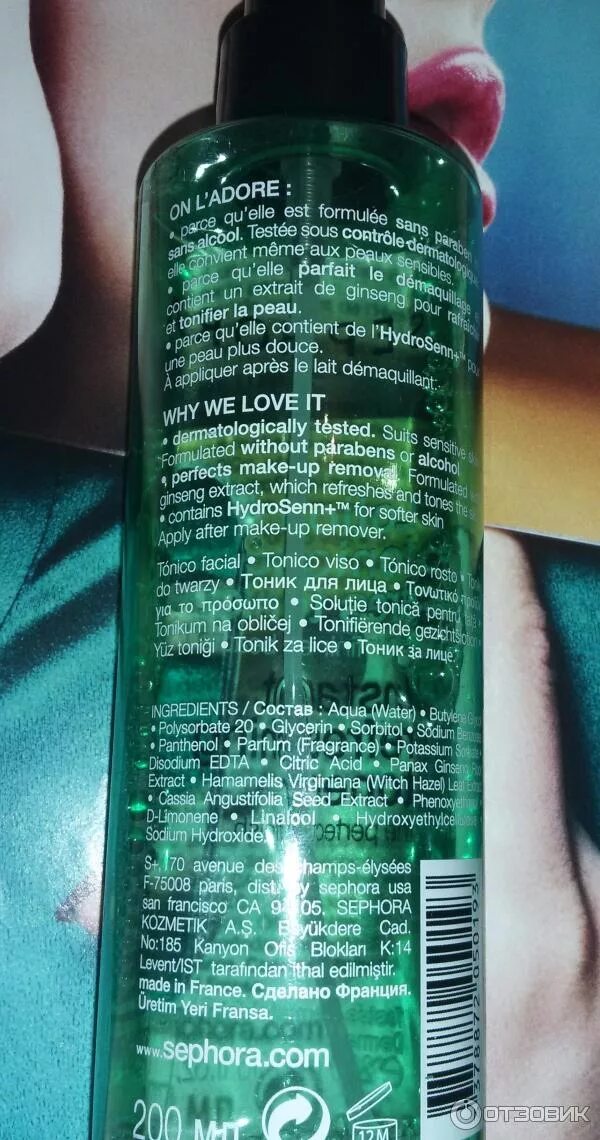 ON L'ADORE :
• parce qu'elle est formulée sans paraben
sans alcool. Testée sous contrôle dermatologique
elle convient même aux peaux sensibles.
• parce qu'elle parfait le démaquillage
contient un extrait de ginseng pour
et tonifier la peau.
• parce qu'elle contient de l'HydroSenn+™ pour
une peau plus douce.
À appliquer après le lait démaquillant.
WHY WE LOVE IT
• dermatologically tested. Suits sensitive
Formulated without parabens or alcohol
• perfects make-up removal. Formulated
ginseng extract, which refreshes and tones the
• contains HydroSenn+™ for softer skin
Apply after make-up remover.
Tónico facial • Tonico viso • Tónico rosto •
do twarzy • Тоник для лица • Τονωτικό
για το πρόσωπο • Soluție tonică pentru față •
Tonikum na obličej • Tonifiërende gezichtslotion
Yüz toniği • Tonik za lice • Тоник за лице
INGREDIENTS / Состав : Aqua (Water) • Butylene Glycol
• Polysorbate 20 • Glycerin • Sorbitol • Sodium Benzoate
• Panthenol • Parfum (Fragrance) • Potassium Sorbate
Disodium EDTA • Citric Acid • Panax Ginseng Root
Extract • Hamamelis Virginiana (Witch Hazel) Leaf Extract
• Cassia Angustifolia Seed Extract •
D-Limonene • Linalool • Hydroxyethylcellulose •
Sodium Hydroxide.
S+, 170 avenue des champs-élysées
F-75008 paris, dist. by sephora usa
san francisco CA 94105. SEPHORA
KOZMETIK A.Ş. Büyükdere Cad.
No:185 Kanyon Ofis Blokları K:14
Levent/IST tarafından ithal edilmiştir.
made in France. Сделано Франция.
Üretim Yeri Fransa.
www.sephora.com
200 МЛ
12M
3378872050193
ОТЗОВИК